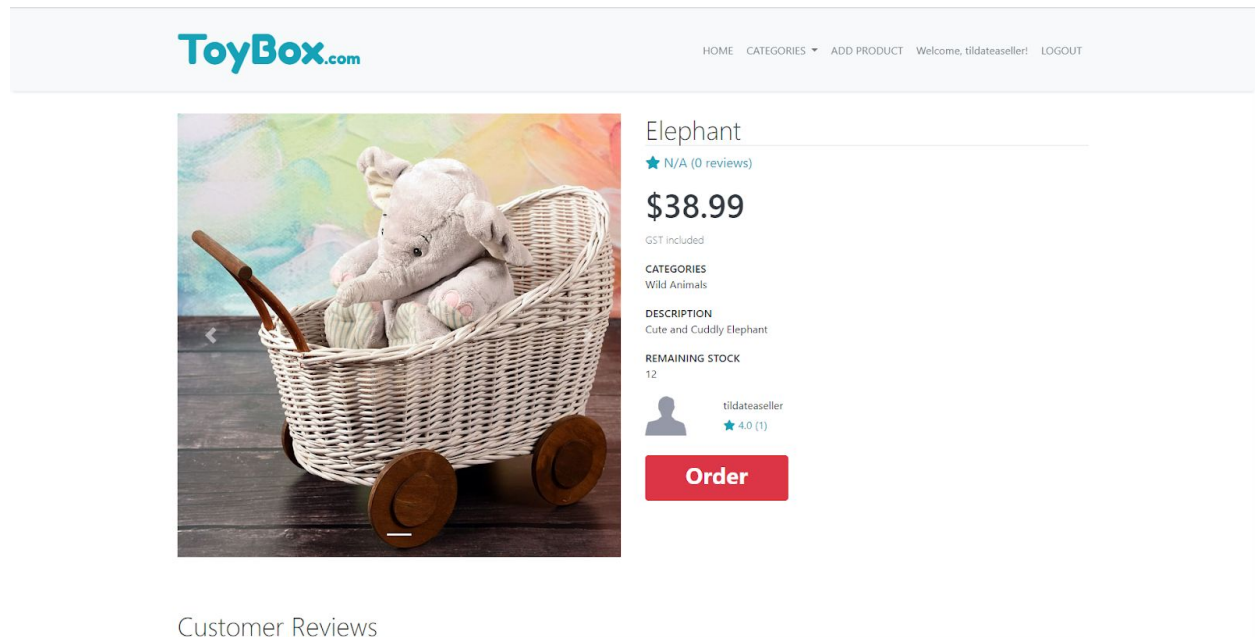 ToyBox.com
HOME CATEGORIES ADD PRODUCT Welcome, tildateaseller! LOGOUT
Elephant
N/A (0 reviews)
$38.99
GST included
CATEGORIES
Wild Animals
DESCRIPTION
Cute and Cuddly Elephant
REMAINING STOCK
12
tildateaseller
4.0 (1)
Order
Customer Reviews